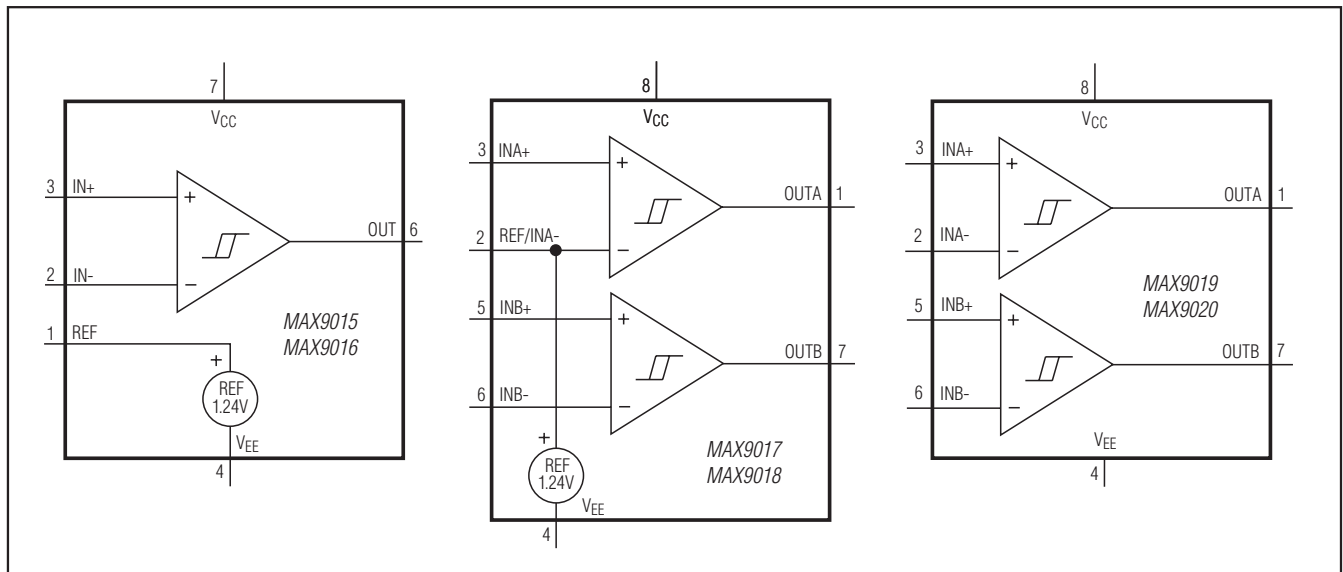 7
VCC
3 IN+
+
OUT 6
2 IN-
−
MAX9015
MAX9016
1 REF
+
REF
1.24V
VEE
4
8
VCC
3 INA+
+
OUTA 1
2 REF/INA-
−
5 INB+
+
OUTB 7
6 INB-
−
+
REF
1.24V
MAX9017
MAX9018
VEE
4
8
VCC
3 INA+
+
OUTA 1
2 INA-
−
MAX9019
MAX9020
5 INB+
+
OUTB 7
6 INB-
−
VEE
4